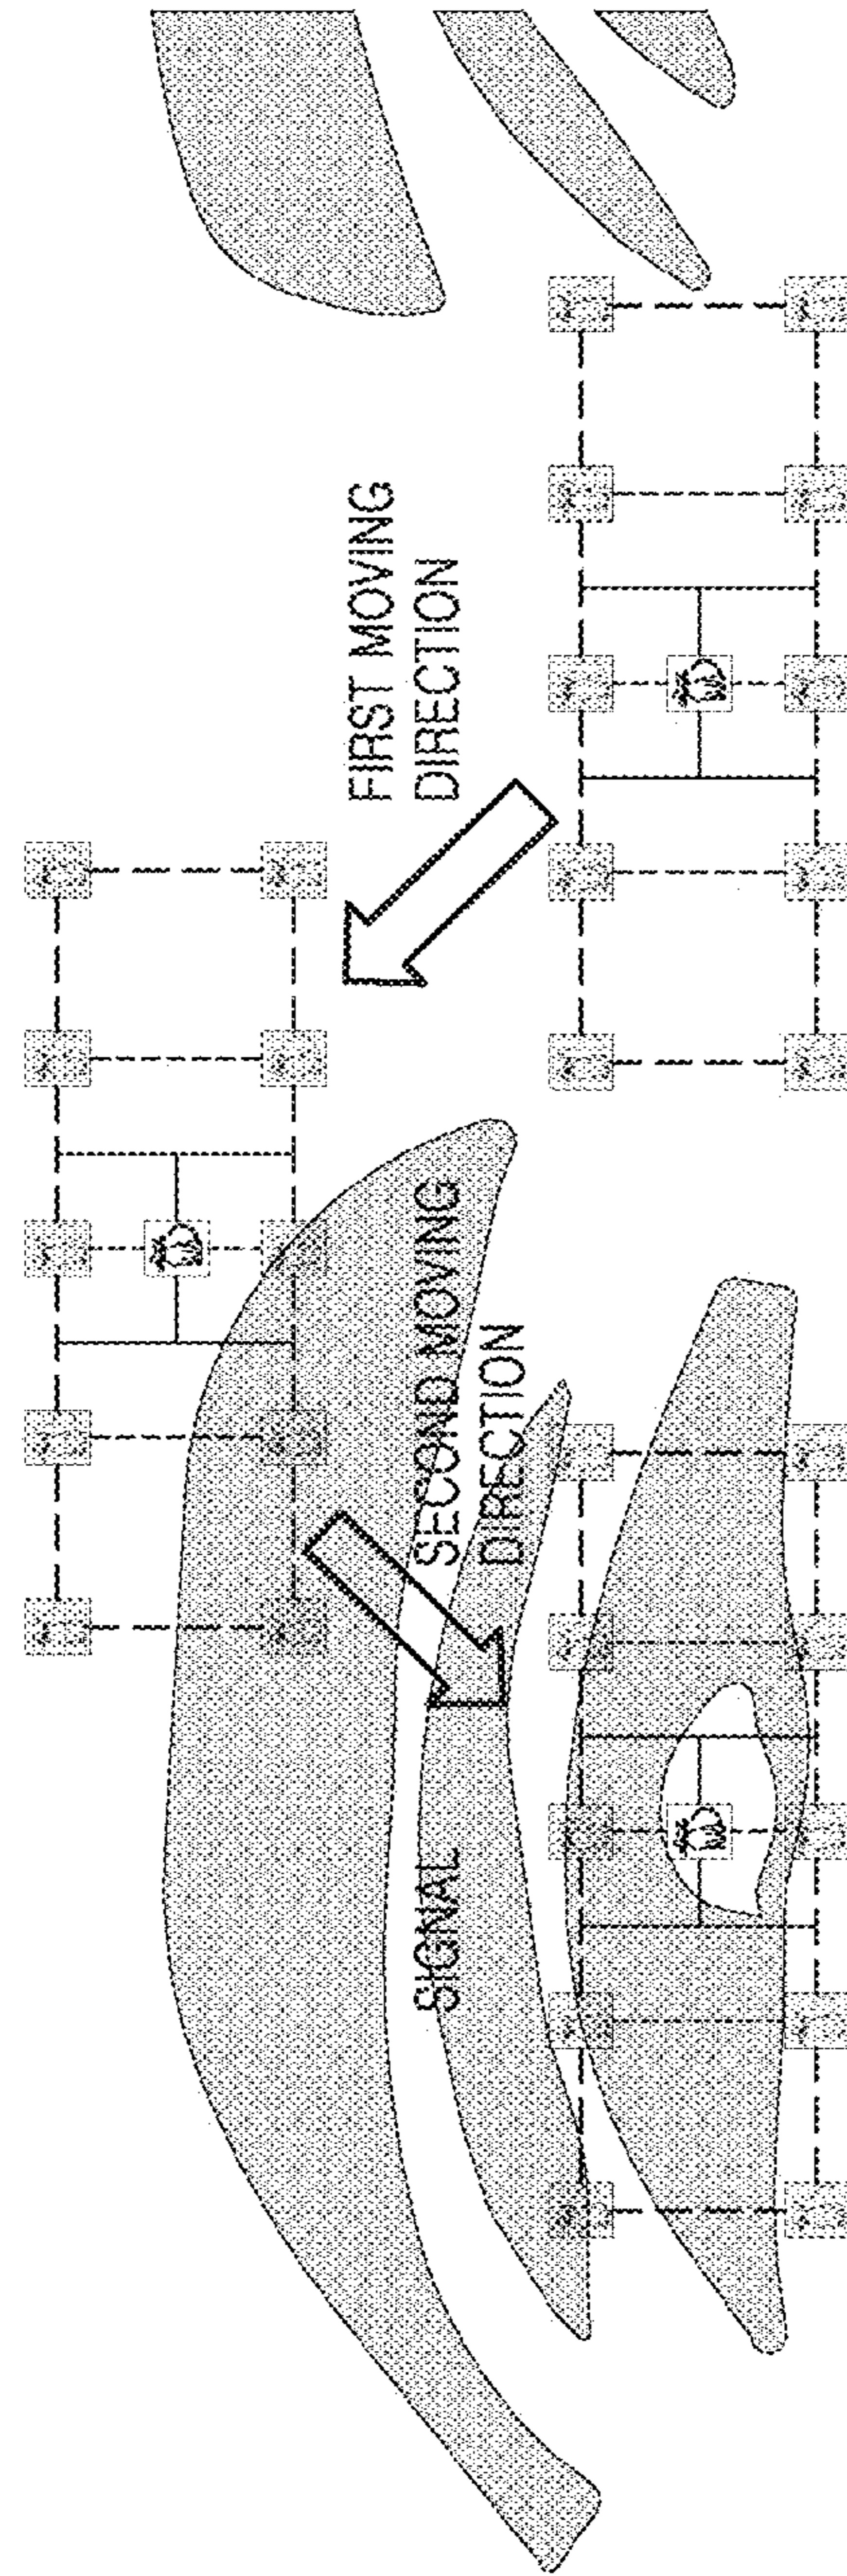 FIRST MOVING
DIRECTION
SECOND MOVING
DIRECTION
SIGNAL